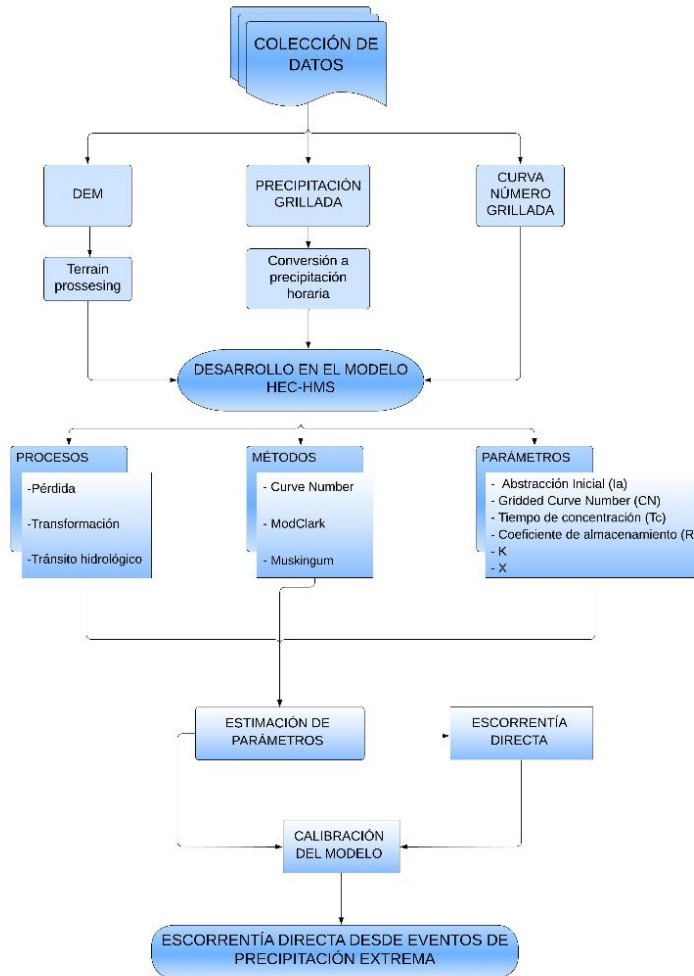 COLECCIÓN DE
DATOS
DEM
PRECIPITACIÓN
GRILLADA
CURVA
NÚMERO
GRILLADA
Terrain
prossesing
Conversión a
precipitación
horaria
DESARROLLO EN EL MODELO
HEC-HMS
PROCESOS
-Pérdida
-Transformación
-Tránsito hidrológico
MÉTODOS
- Curve Number
- ModClark
- Muskingum
PARÁMETROS
- Abstracción Inicial (Ia)
- Gridded Curve Number (CN)
- Tiempo de concentración (Tc)
- Coeficiente de almacenamiento (R
- K
- X
ESTIMACIÓN DE
PARÁMETROS
ESCORRENTÍA
DIRECTA
CALIBRACIÓN
DEL MODELO
ESCORRENTÍA DIRECTA DESDE EVENTOS DE
PRECIPITACIÓN EXTREMA